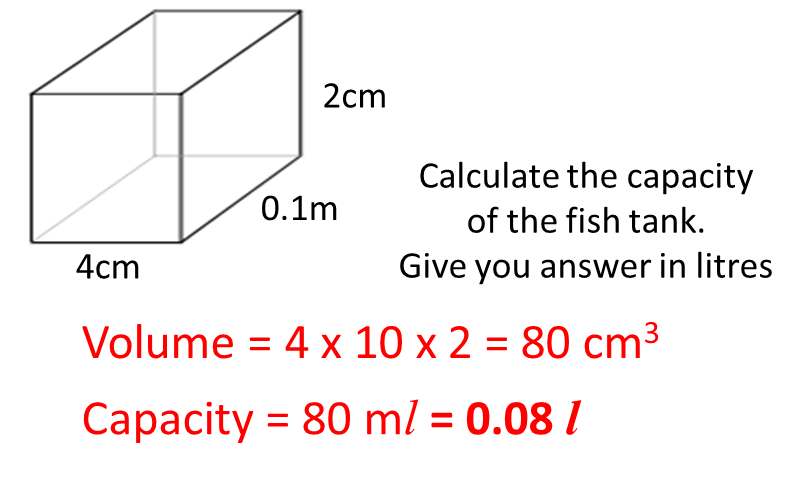 2cm
0.1m
4cm
Calculate the capacity
of the fish tank.
Give you answer in litres
Volume = 4 x 10 x 2 = 80 cm³
Capacity = 80 ml = 0.08 l